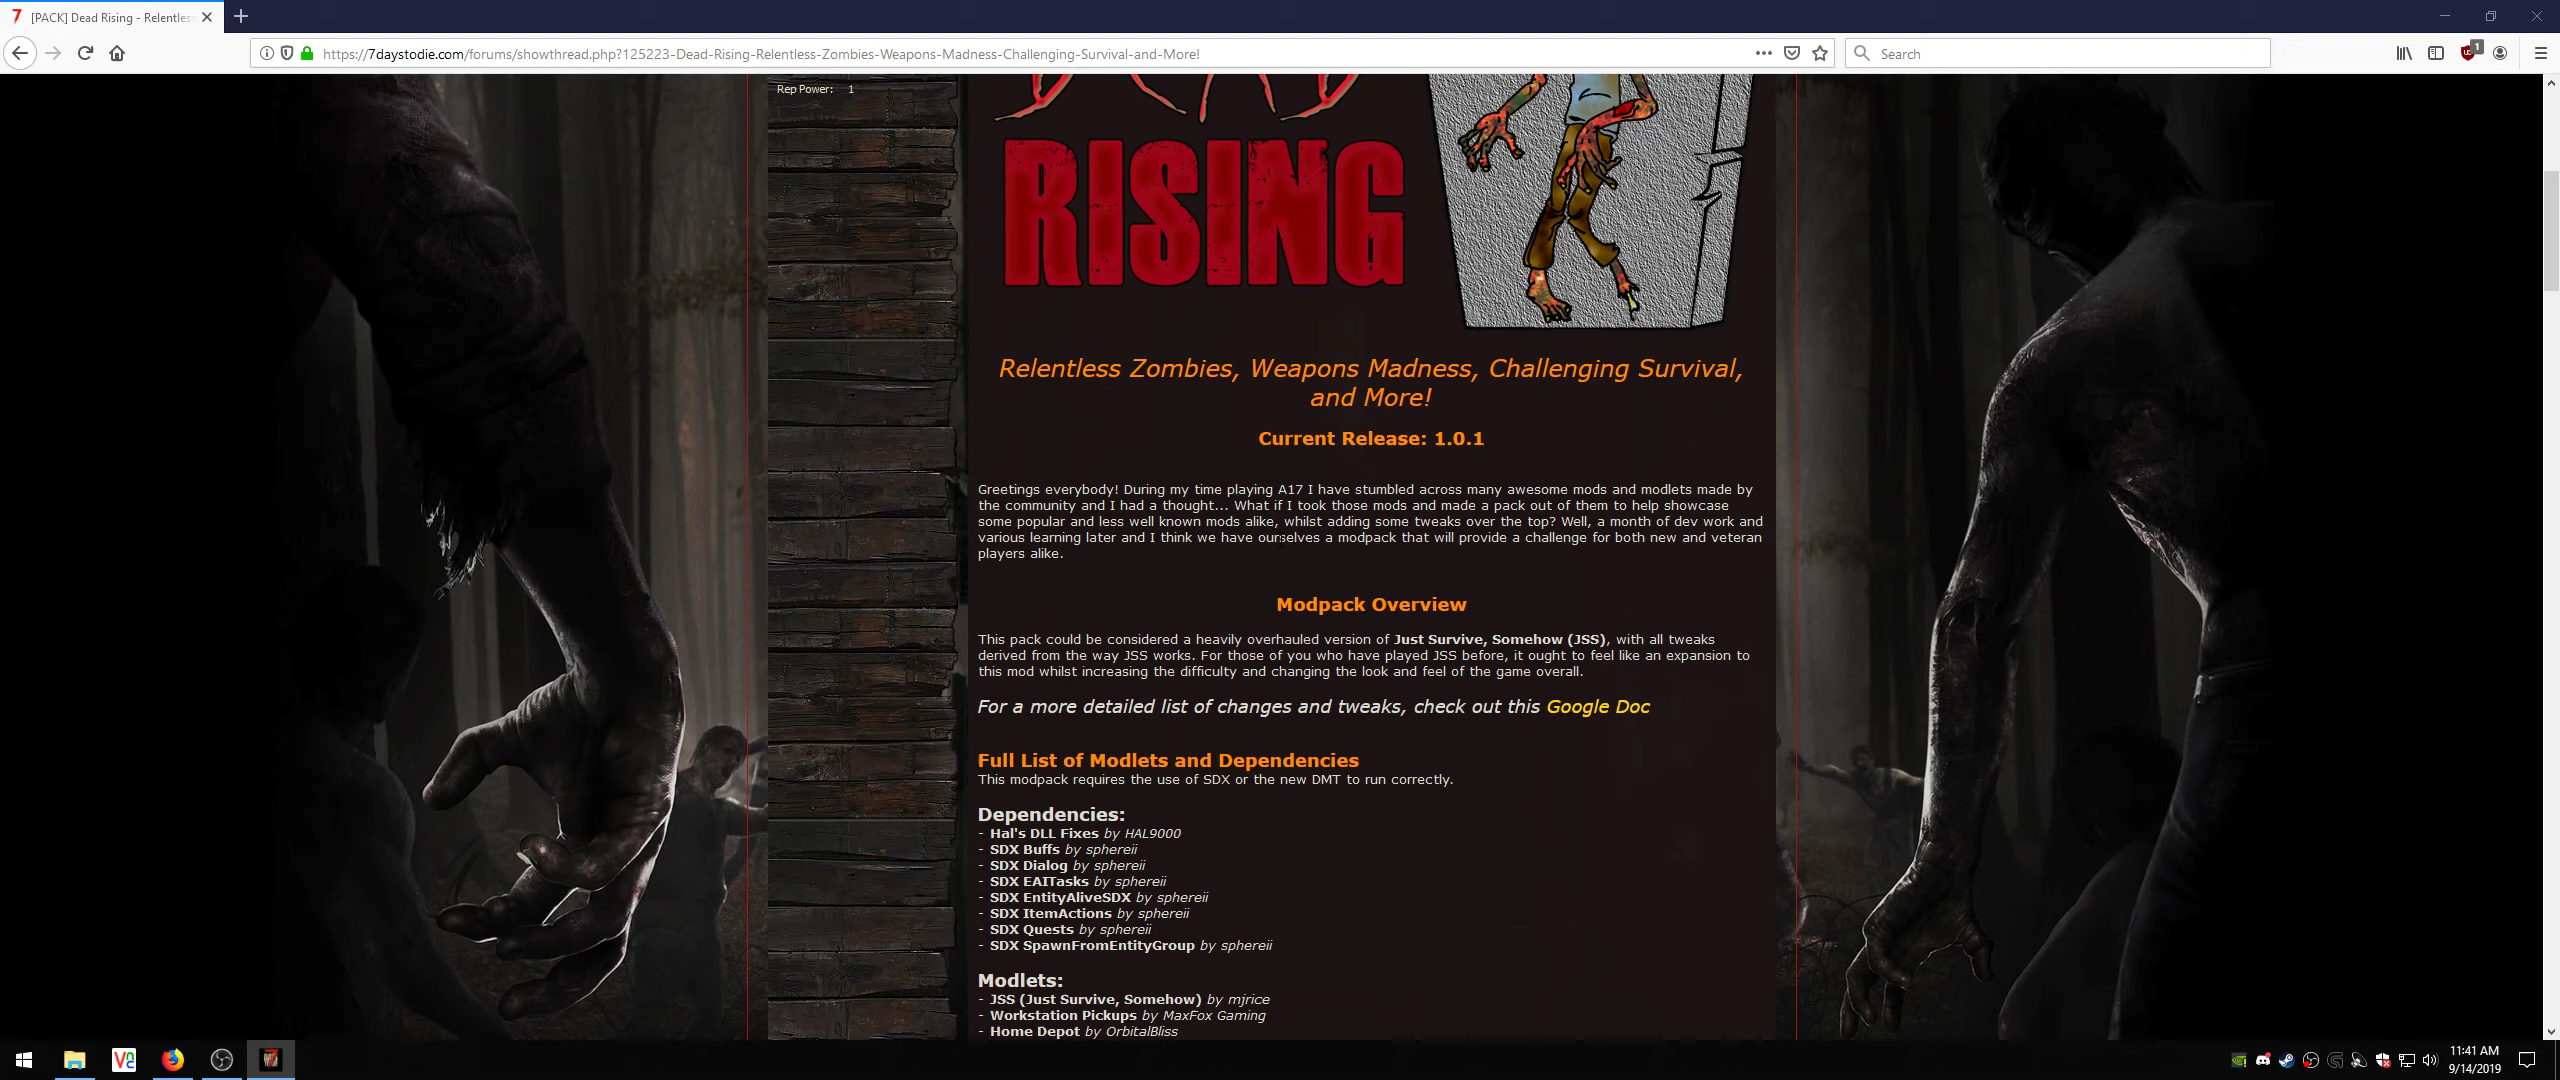 [PACK] Dead Rising - Relentless
https://7daystodie.com/forums/showthread.php?125223-Dead-Rising-Relentless-Zombies-Weapons-Madness-Challenging-Survival-and-More!
Search
1
Rep Power: 1
DEAD
RISING
Relentless Zombies, Weapons Madness, Challenging Survival,
and More!
Current Release: 1.0.1
Greetings everybody! During my time playing A17 I have stumbled across many awesome mods and modlets made by
the community and I had a thought... What if I took those mods and made a pack out of them to help showcase
some popular and less well known mods alike, whilst adding some tweaks over the top? Well, a month of dev work and
various learning later and I think we have ourselves a modpack that will provide a challenge for both new and veteran
players alike.
Modpack Overview
This pack could be considered a heavily overhauled version of Just Survive, Somehow (JSS), with all tweaks
derived from the way JSS works. For those of you who have played JSS before, it ought to feel like an expansion to
this mod whilst increasing the difficulty and changing the look and feel of the game overall.
For a more detailed list of changes and tweaks, check out this Google Doc
Full List of Modlets and Dependencies
This modpack requires the use of SDX or the new DMT to run correctly.
Dependencies:
- Hal's DLL Fixes by HAL9000
- SDX Buffs by sphereii
- SDX Dialog by sphereii
- SDX EAITasks by sphereii
- SDX EntityAliveSDX by sphereii
- SDX ItemActions by sphereii
- SDX Quests by sphereii
- SDX SpawnFromEntityGroup by sphereii
Modlets:
- JSS (Just Survive, Somehow) by mjrice
- Workstation Pickups by MaxFox Gaming
- Home Depot by OrbitalBliss
11:41 AM
9/14/2019